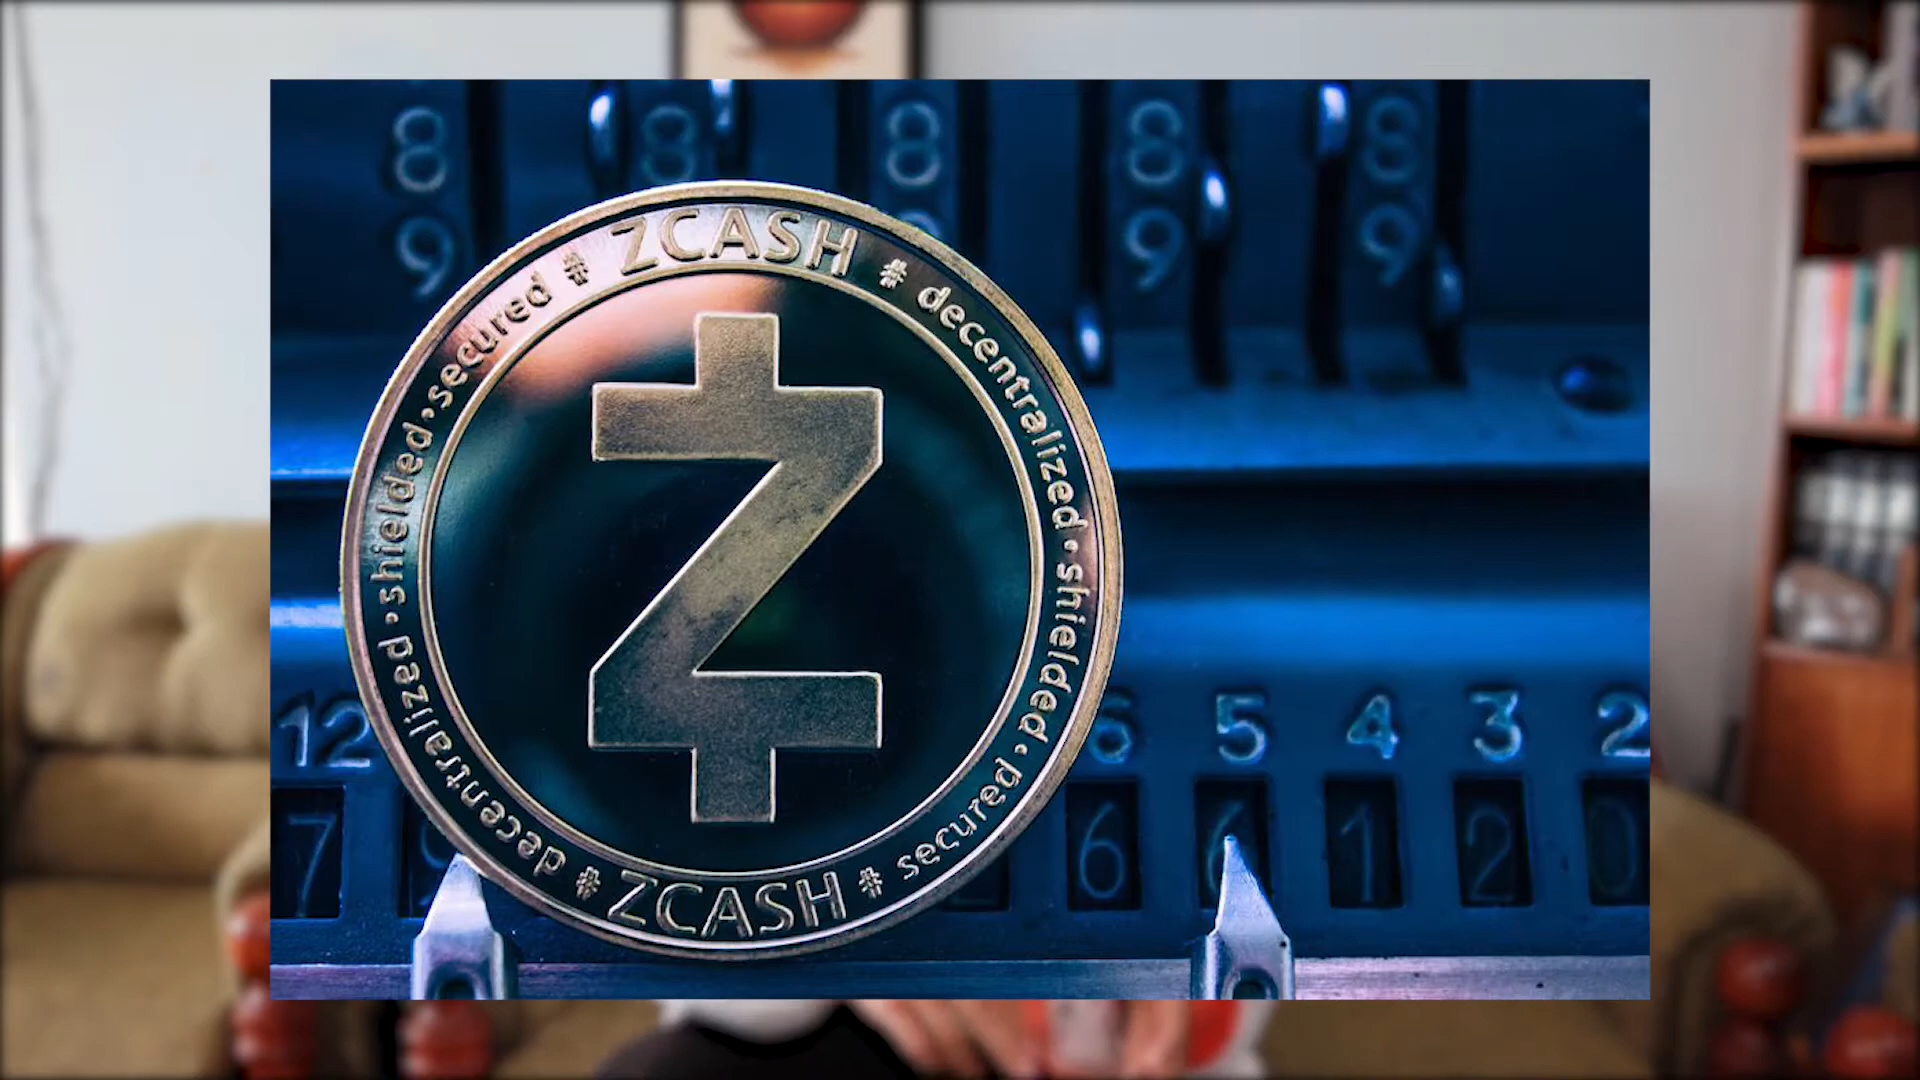 8 8 8 8 8
9 9 9
# ZCASH #
decentralized·shielded·secured
# ZCASH #
decentralized·shielded·secured
Z
12 6 5 4 3 2
7 6 6 1 2 0